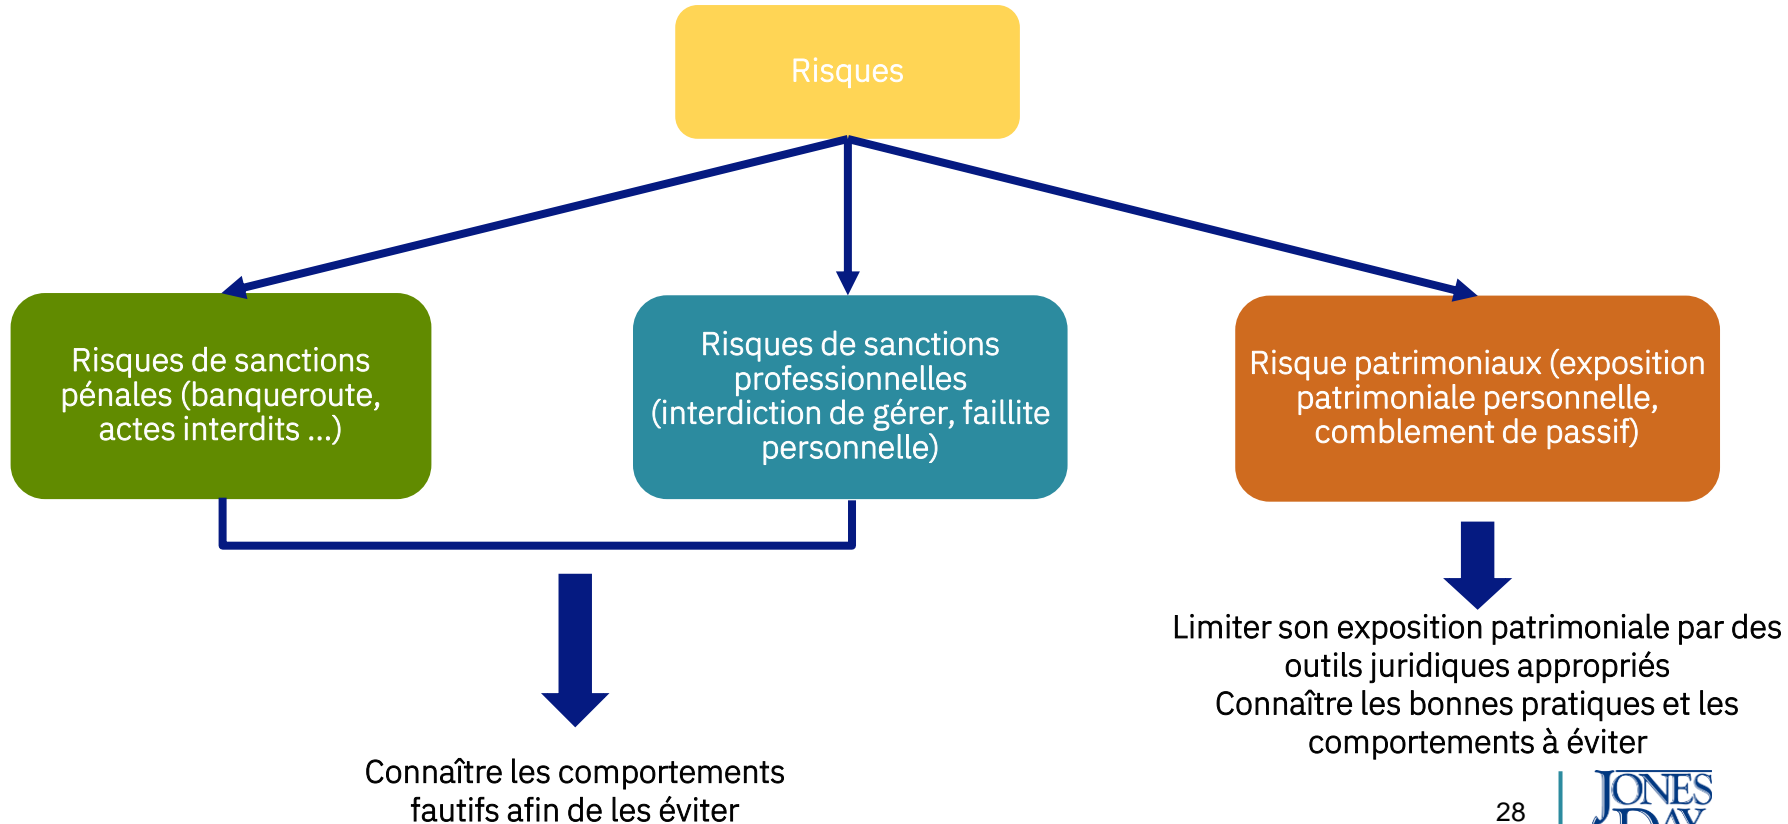 Risques
Risques de sanctions
pénales (banqueroute,
actes interdits ...)
Risques de sanctions
professionnelles
(interdiction de gérer, faillite
personnelle)
Risque patrimoniaux (exposition
patrimoniale personnelle,
comblement de passif)
Connaître les comportements
fautifs afin de les éviter
Limiter son exposition patrimoniale par des
outils juridiques appropriés
Connaître les bonnes pratiques et les
comportements à éviter
28
JONES
DAY